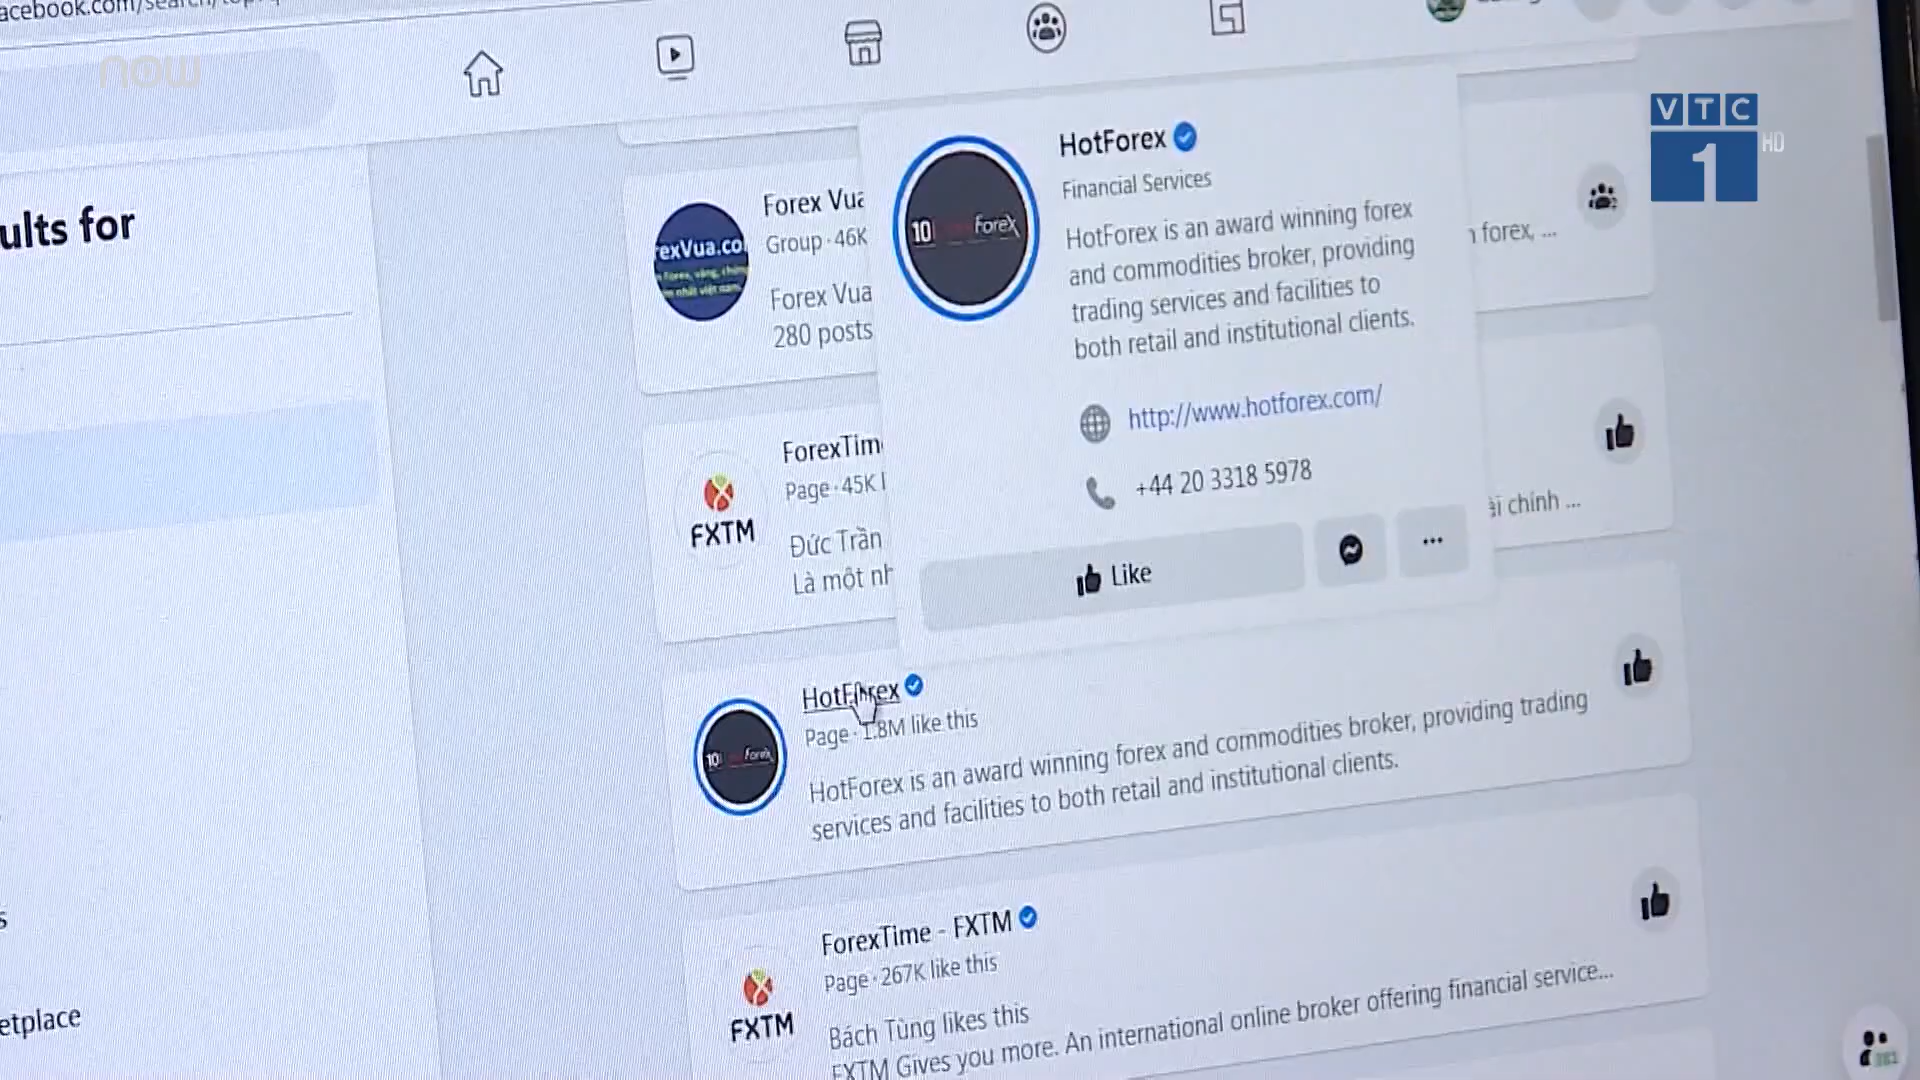 acebook.com/search/top
now
VTC
1
HD
ults for
etplace
Forex Vua
Group · 46K
Forex Vua
280 posts
exVua.co
forex, ...
ForexTim
Page · 45K l
Đức Trần
Là một nh
FXTM
ài chính ...
HotForex
Financial Services
HotForex is an award winning forex
and commodities broker, providing
trading services and facilities to
both retail and institutional clients.
10 forex
http://www.hotforex.com/
+44 20 3318 5978
Like
...
HotForex
Page · 1.8M like this
HotForex is an award winning forex and commodities broker, providing trading
services and facilities to both retail and institutional clients.
10 forex
ForexTime - FXTM
Page · 267K like this
Bách Tùng likes this
FXTM Gives you more. An international online broker offering financial service...
FXTM